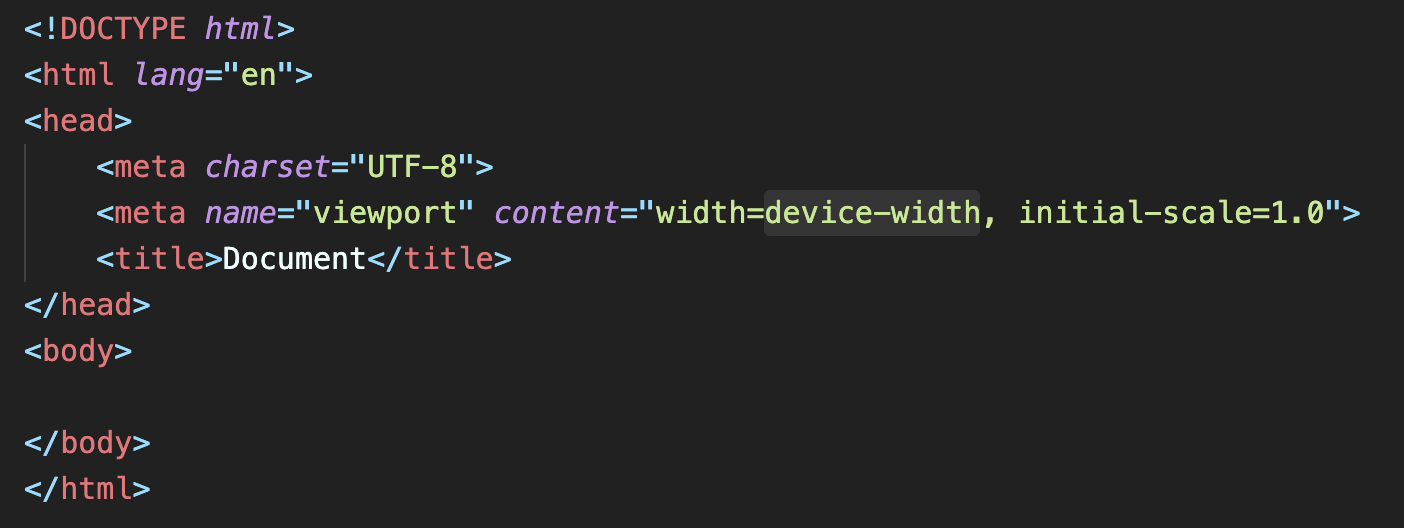 <!DOCTYPE html>
<html lang="en">
<head>
    <meta charset="UTF-8">
    <meta name="viewport" content="width=device-width, initial-scale=1.0">
    <title>Document</title>
</head>
<body>

</body>
</html>